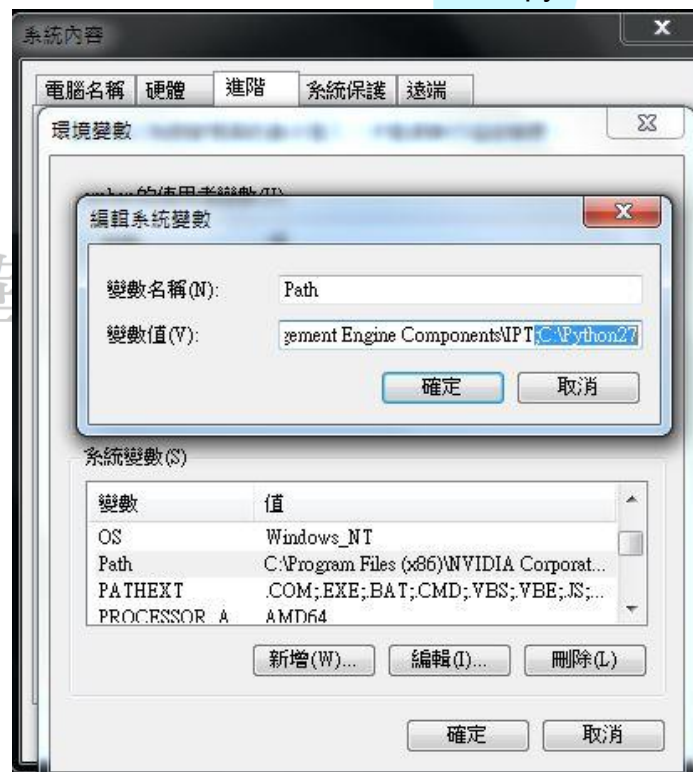 系統內容
電腦名稱 硬體 進階 系統保護 遠端
環境變數
編輯系統變數
變數名稱(N): Path
變數值(V): gement Engine Components\IPT;C:\Python27
確定 取消
系統變數(S)
變數 值
OS Windows_NT
Path C:\Program Files (x86)\NVIDIA Corporat...
PATHEXT .COM;.EXE;.BAT;.CMD;.VBS;.VBE;.JS;...
PROCESSOR_A AMD64
新增(W)... 編輯(I)... 刪除(L)
確定 取消